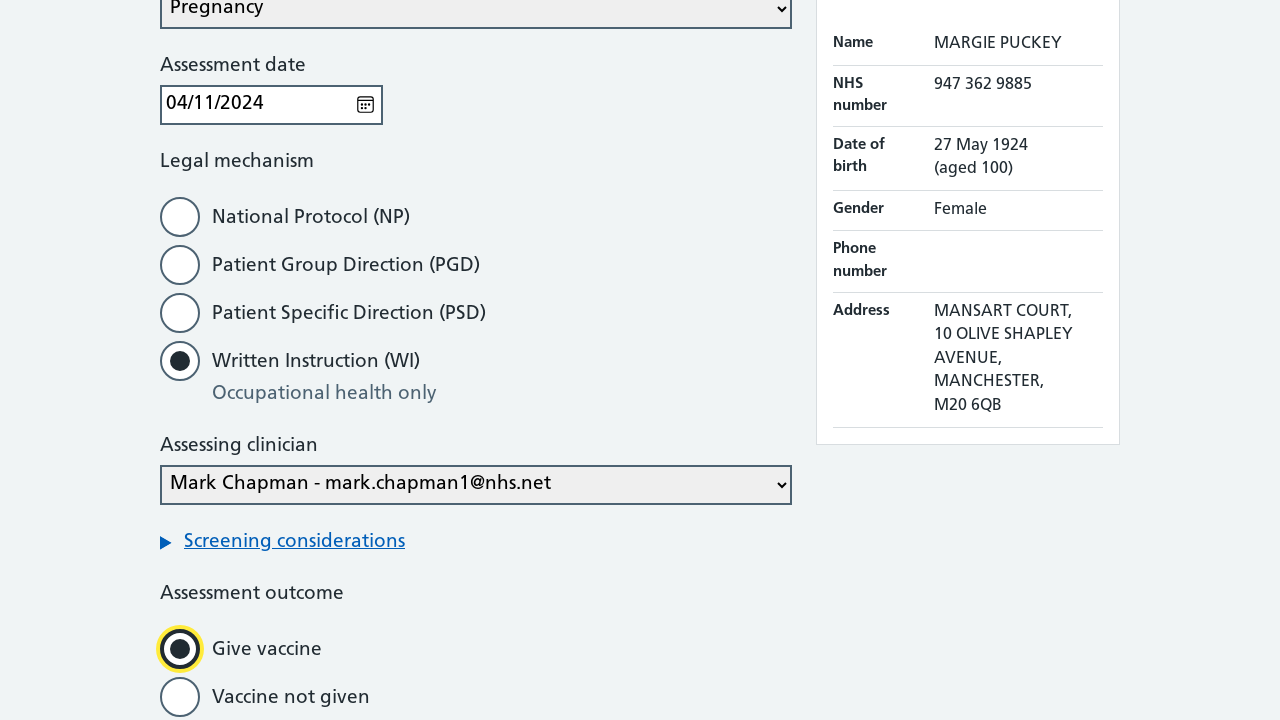 Pregnancy
Assessment date
04/11/2024
Legal mechanism
National Protocol (NP)
Patient Group Direction (PGD)
Patient Specific Direction (PSD)
Written Instruction (WI)
Occupational health only
Assessing clinician
Mark Chapman - mark.chapman1@nhs.net
Screening considerations
Assessment outcome
Give vaccine
Vaccine not given
Name MARGIE PUCKEY
NHS number 947 362 9885
Date of birth 27 May 1924
(aged 100)
Gender Female
Phone number
Address MANSART COURT,
10 OLIVE SHAPLEY
AVENUE,
MANCHESTER,
M20 6QB